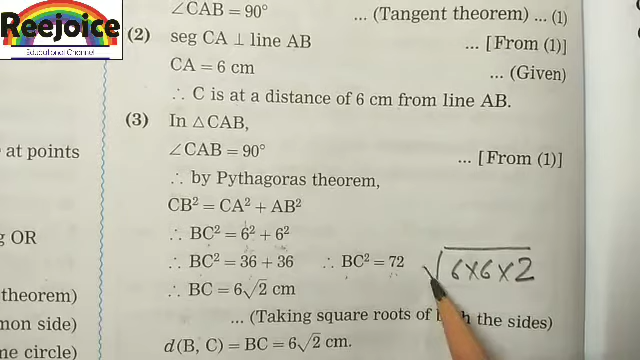 Reejoice
Educational Channel
∠CAB = 90° ... (Tangent theorem) ... (1)
(2) seg CA ⊥ line AB ... [From (1)]
CA = 6 cm ... (Given)
∴ C is at a distance of 6 cm from line AB.
(3) In △CAB,
∠CAB = 90° ... [From (1)]
at points
∴ by Pythagoras theorem,
CB² = CA² + AB²
∴ BC² = 6² + 6²
OR
∴ BC² = 36 + 36 ∴ BC² = 72 √6×6×2
∴ BC = 6√2 cm
theorem)
... (Taking square roots of the sides)
side)
d(B, C) = BC = 6√2 cm.
circle)